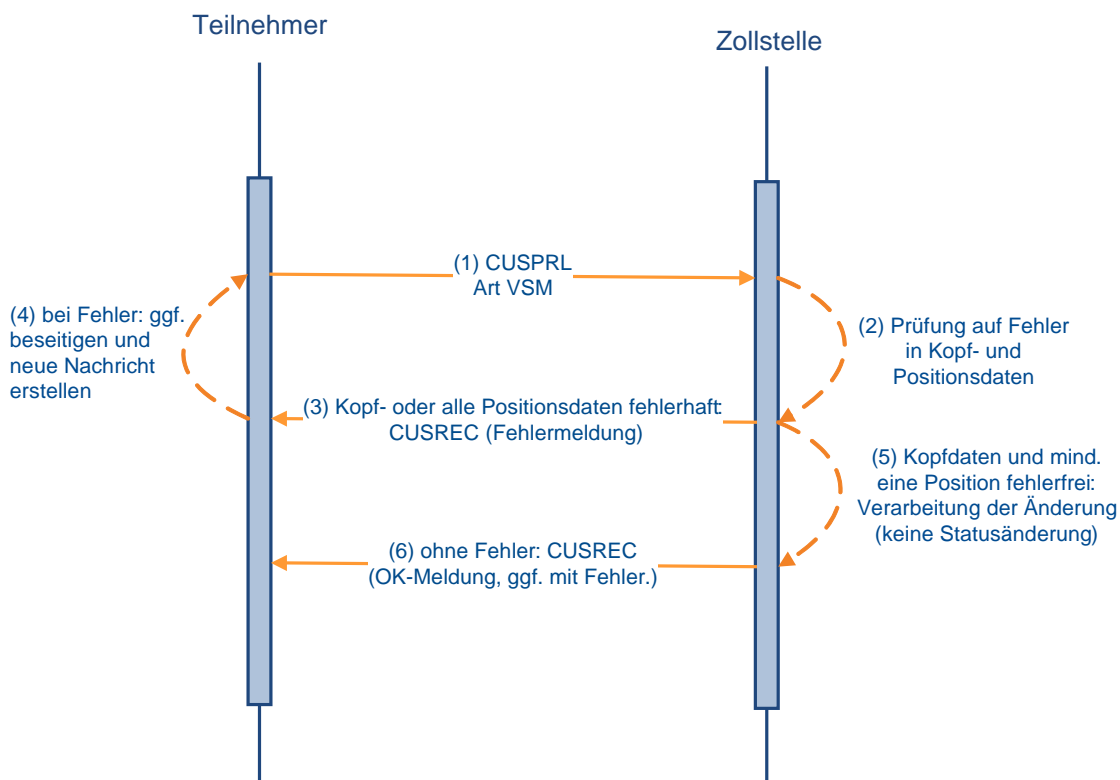 Teilnehmer
Zollstelle
(1) CUSPRL
Art VSM
(2) Prüfung auf Fehler
in Kopf- und
Positionsdaten
(3) Kopf- oder alle Positionsdaten fehlerhaft:
CUSREC (Fehlermeldung)
(4) bei Fehler: ggf.
beseitigen und
neue Nachricht
erstellen
(5) Kopfdaten und mind.
eine Position fehlerfrei:
Verarbeitung der Änderung
(keine Statusänderung)
(6) ohne Fehler: CUSREC
(OK-Meldung, ggf. mit Fehler.)